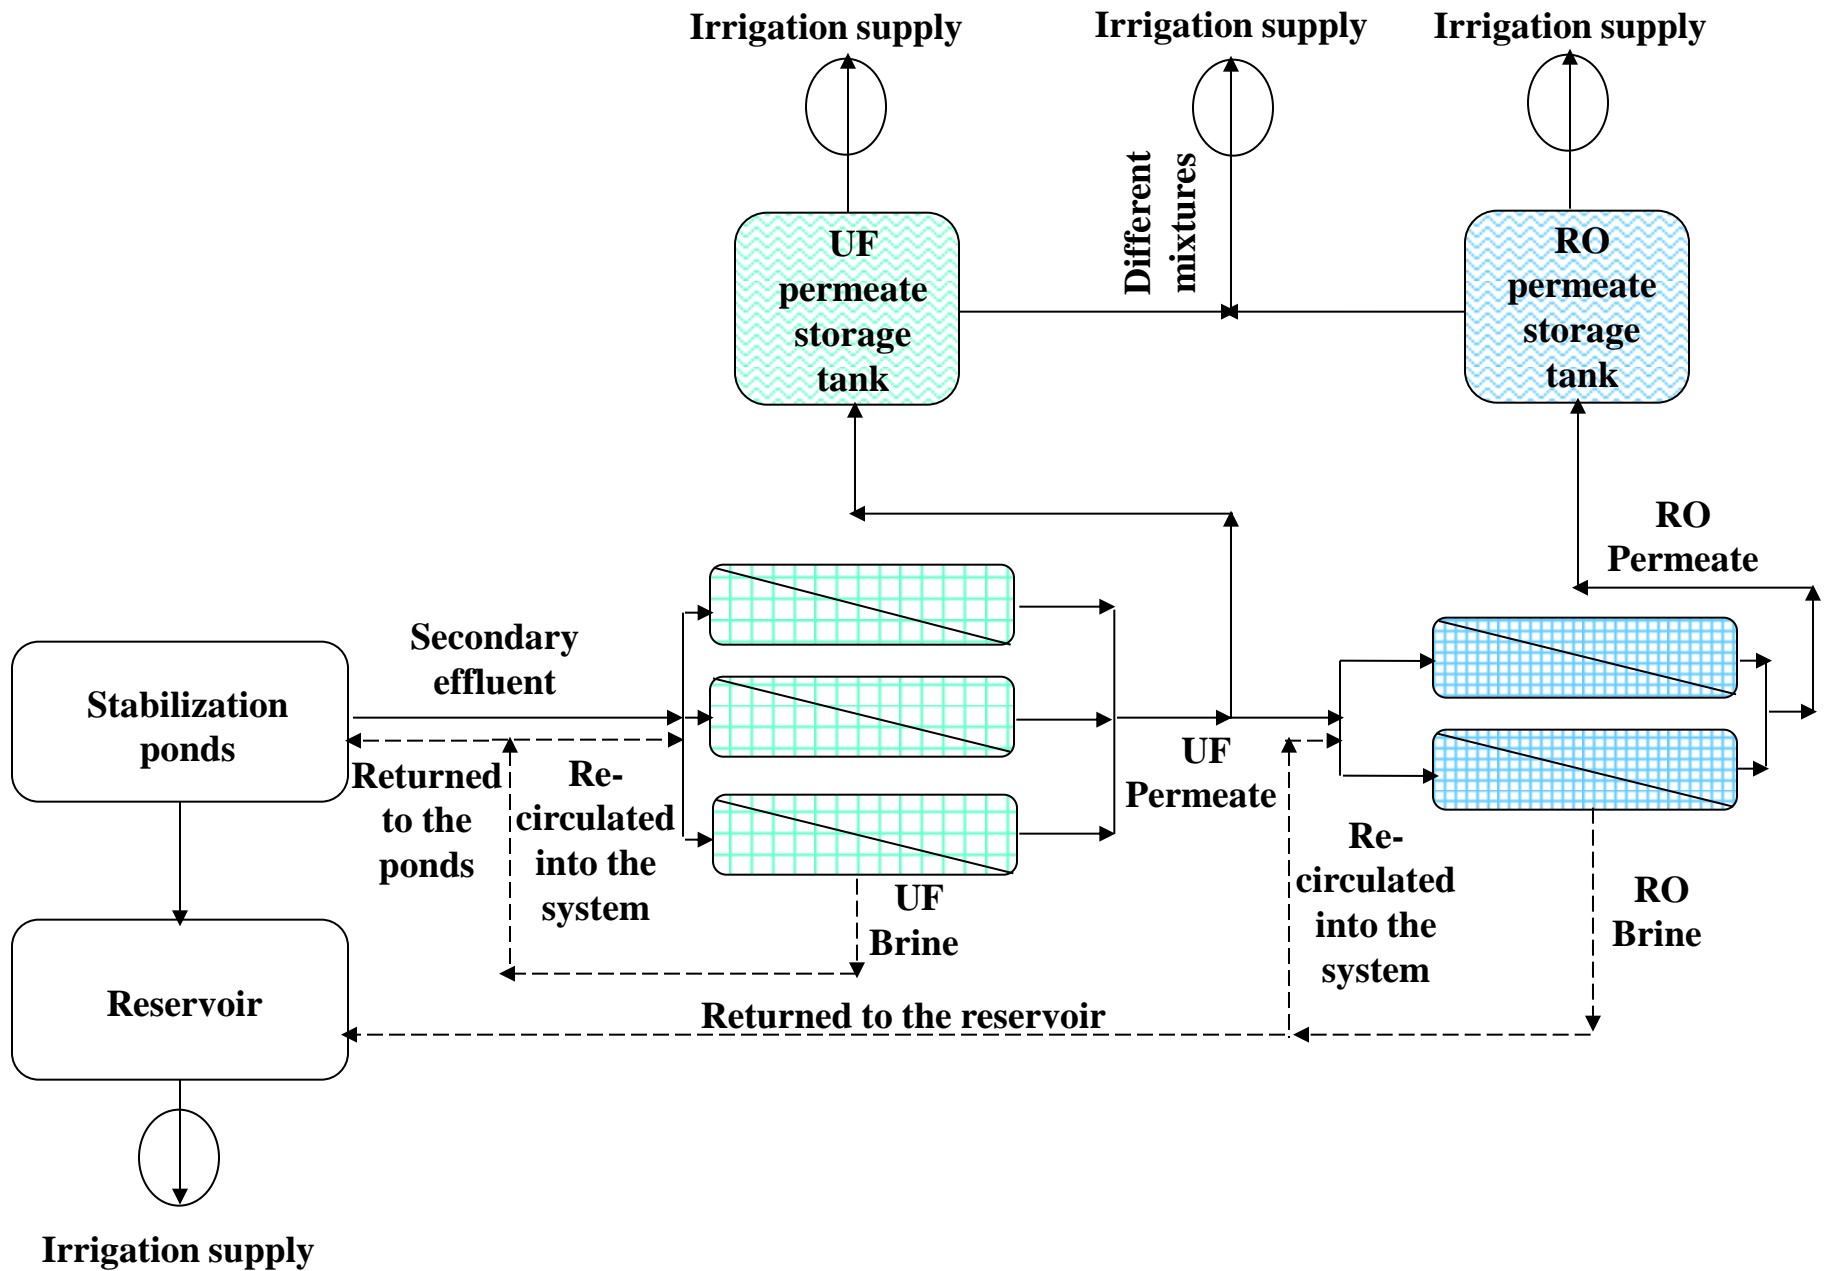 Irrigation supply
Irrigation supply
Irrigation supply
Different
mixtures
UF
permeate
storage
tank
RO
permeate
storage
tank
RO
Permeate
Secondary
effluent
Stabilization
ponds
Returned
to the
ponds
Re-
circulated
into the
system
UF
Permeate
UF
Brine
Re-
circulated
into the
system
RO
Brine
Reservoir
Returned to the reservoir
Irrigation supply